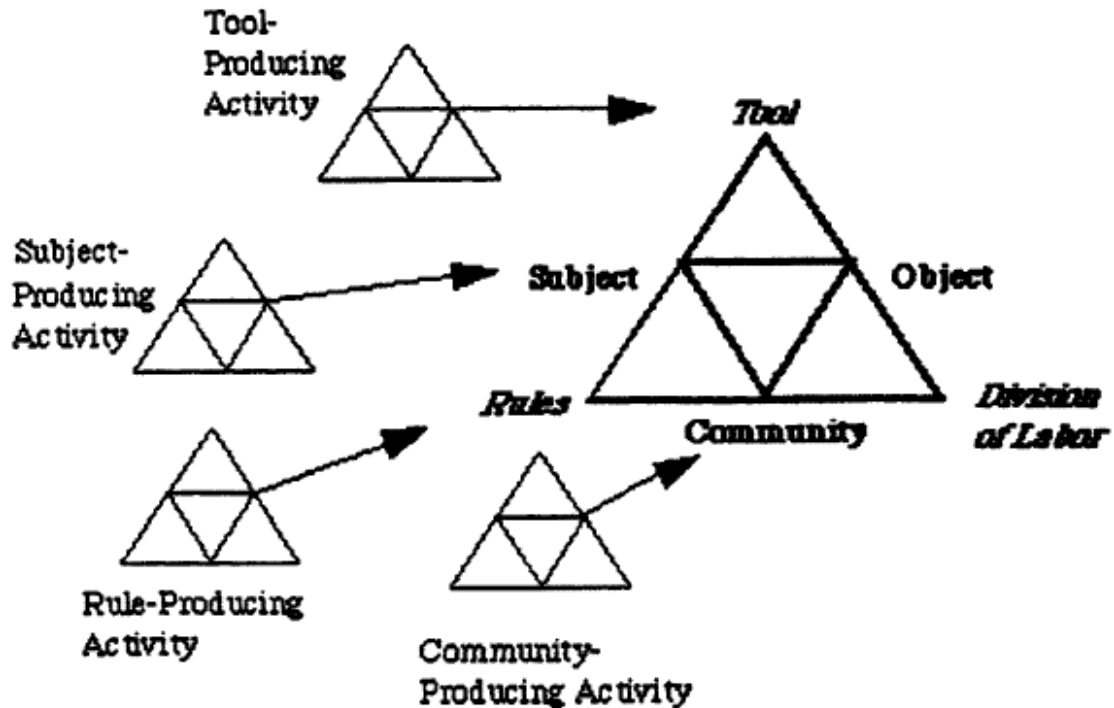 Tool-
Producing
Activity
Tool
Subject-
Producing
Activity
Subject
Object
Rules
Community
Division
of Labor
Rule-Producing
Activity
Community-
Producing Activity